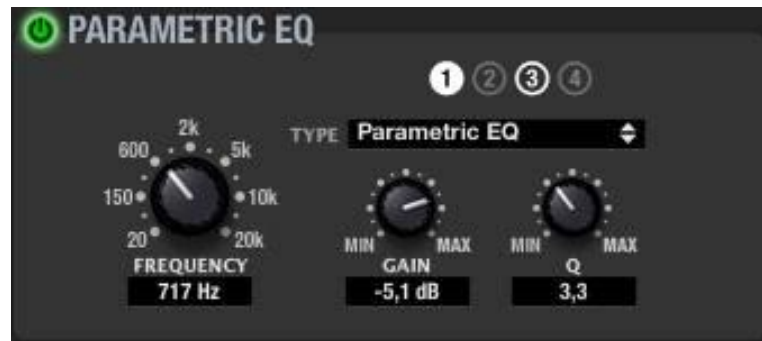 PARAMETRIC EQ
1 2 3 4
TYPE Parametric EQ
2k
600 5k
150 10k
20 20k
MIN MAX MIN MAX
FREQUENCY GAIN Q
717 Hz -5,1 dB 3,3